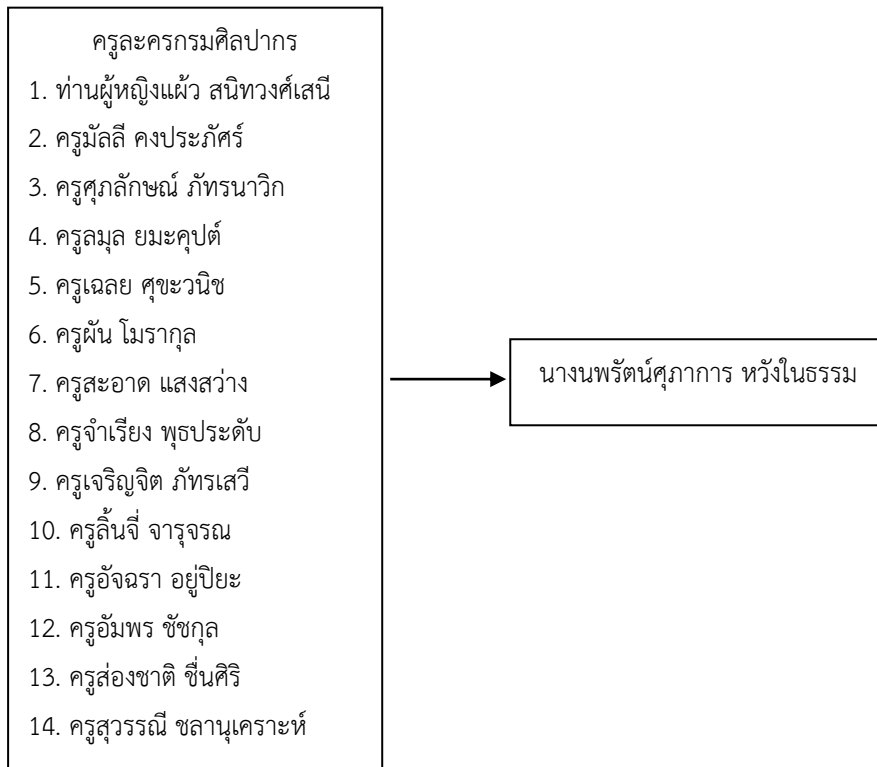 ครูละครกรมศิลปากร
1. ท่านผู้หญิงแผ้ว สนิทวงศ์เสนี
2. ครูมัลลี คงประภัศร์
3. ครูศุภลักษณ์ ภัทรนาวิก
4. ครูลมุล ยมะคุปต์
5. ครูเฉลย ศุขะวนิช
6. ครูผัน โมรากุล
7. ครูสะอาด แสงสว่าง
8. ครูจำเรียง พุธประดับ
9. ครูเจริญจิต ภัทรเสวี
10. ครูลิ้นจี่ จารุจรณ
11. ครูอัจฉรา อยู่ปิยะ
12. ครูอัมพร ชัชกุล
13. ครูส่องชาติ ชื่นศิริ
14. ครูสุวรรณี ชลานุเคราะห์
นางนพรัตน์ศุภาการ หวังในธรรม